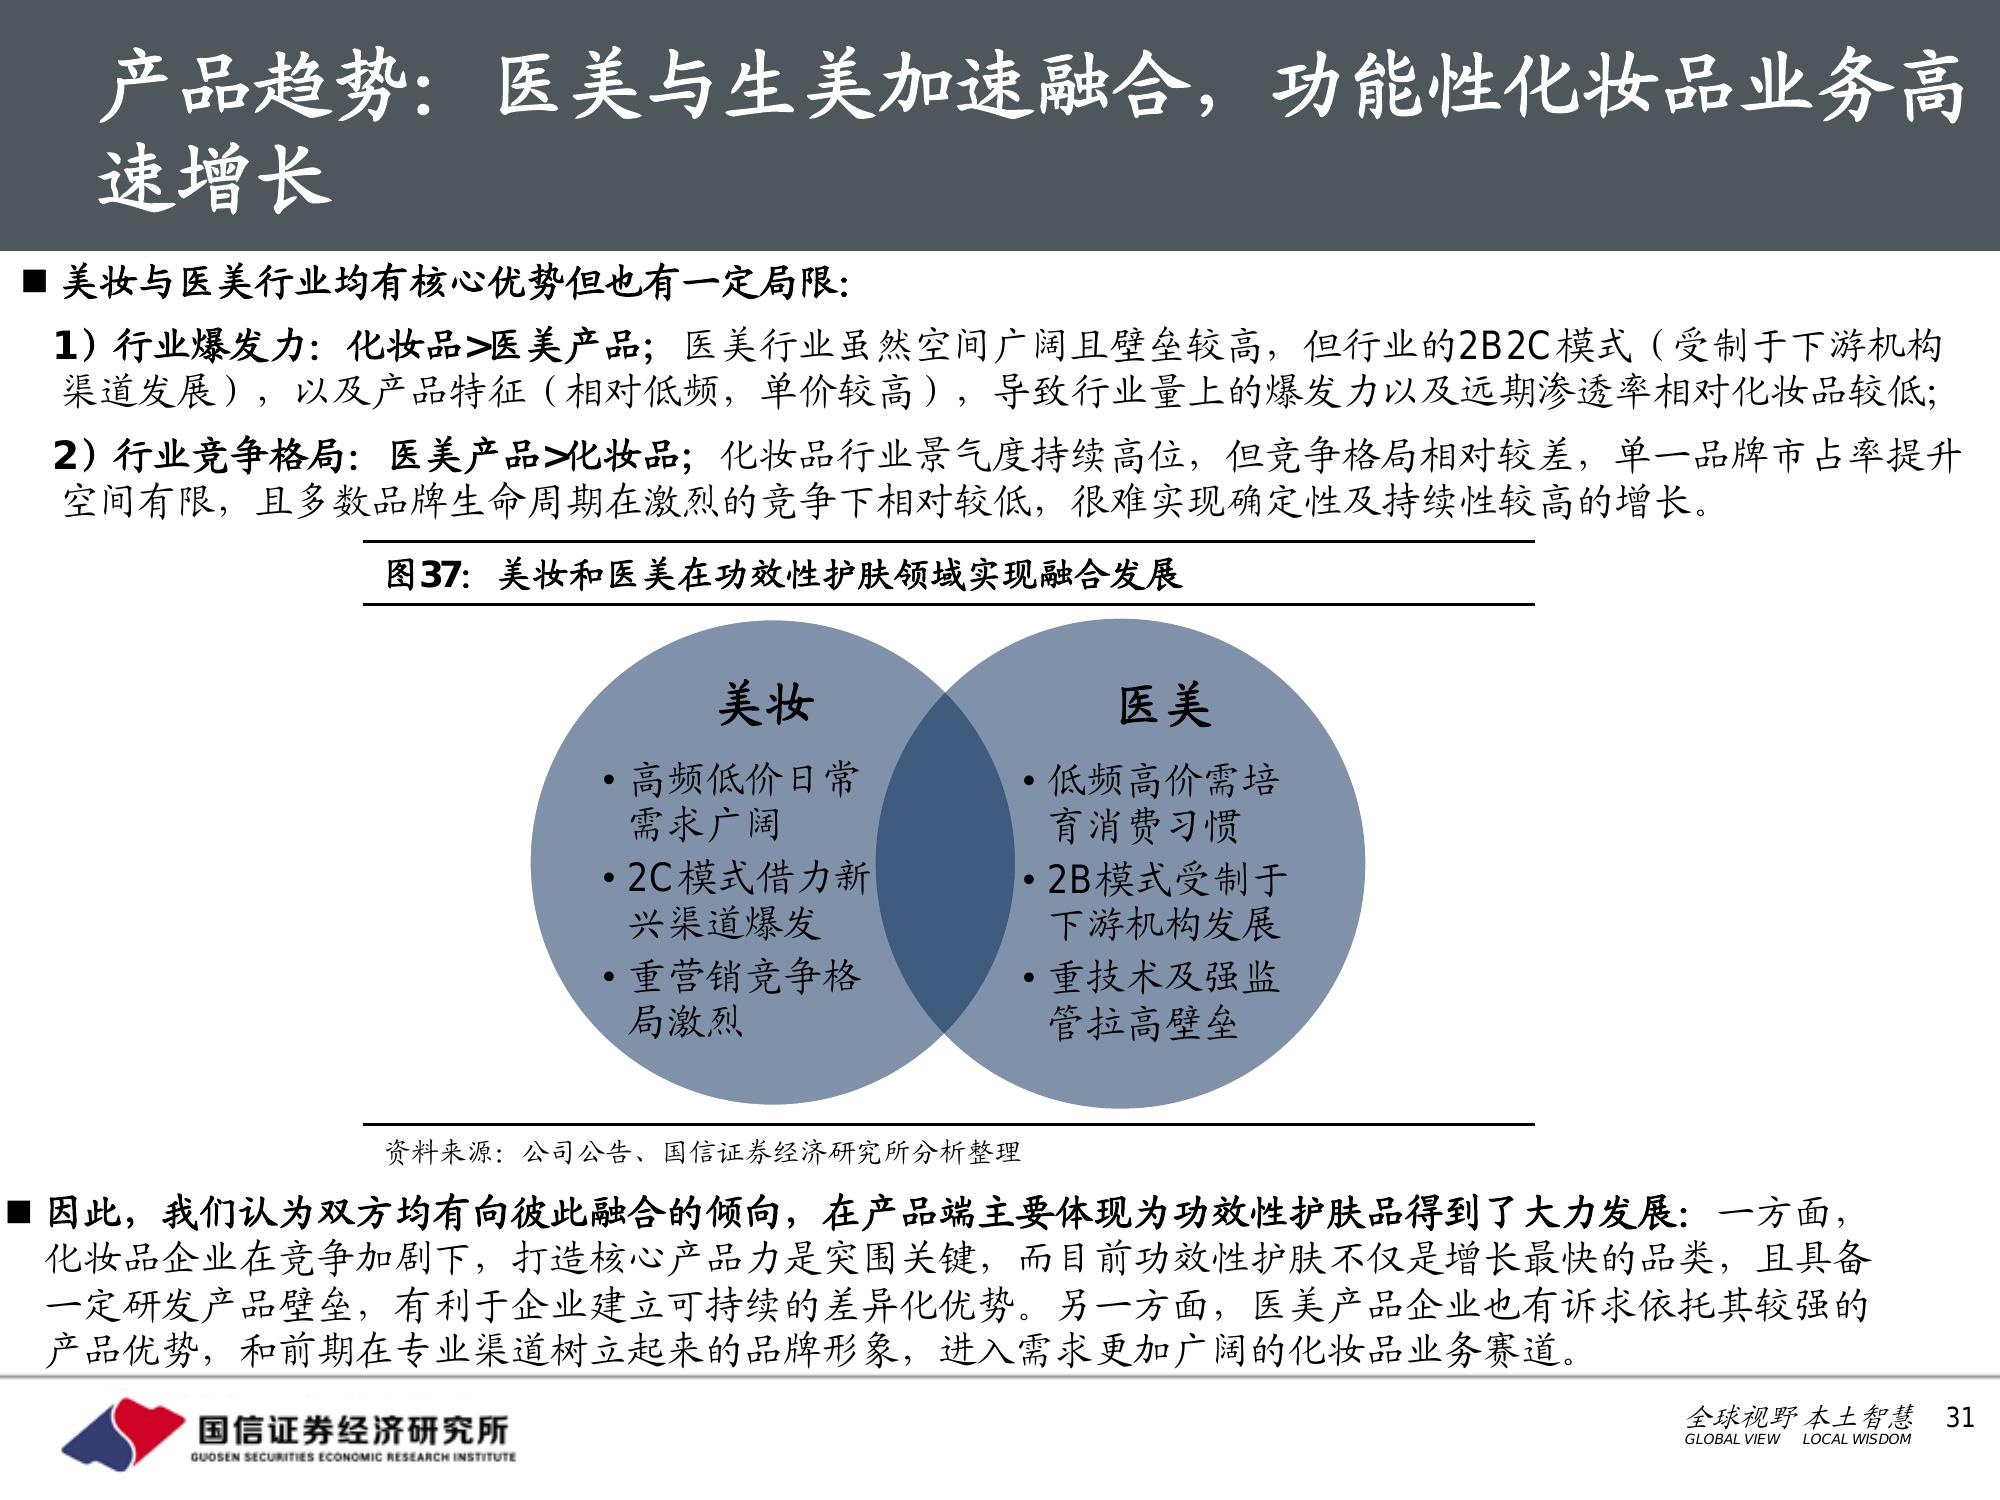 产品趋势：医美与生美加速融合，功能性化妆品业务高
速增长
■ 美妆与医美行业均有核心优势但也有一定局限：
1）行业爆发力：化妆品>医美产品；医美行业虽然空间广阔且壁垒较高，但行业的2B2C模式（受制于下游机构
渠道发展），以及产品特征（相对低频，单价较高），导致行业量上的爆发力以及远期渗透率相对化妆品较低；
2）行业竞争格局：医美产品>化妆品；化妆品行业景气度持续高位，但竞争格局相对较差，单一品牌市占率提升
空间有限，且多数品牌生命周期在激烈的竞争下相对较低，很难实现确定性及持续性较高的增长。
图37：美妆和医美在功效性护肤领域实现融合发展
美妆
• 高频低价日常
需求广阔
• 2C模式借力新
兴渠道爆发
• 重营销竞争格
局激烈
医美
• 低频高价需培
育消费习惯
• 2B模式受制于
下游机构发展
• 重技术及强监
管拉高壁垒
资料来源：公司公告、国信证券经济研究所分析整理
■ 因此，我们认为双方均有向彼此融合的倾向，在产品端主要体现为功效性护肤品得到了大力发展：一方面，
化妆品企业在竞争加剧下，打造核心产品力是突围关键，而目前功效性护肤不仅是增长最快的品类，且具备
一定研发产品壁垒，有利于企业建立可持续的差异化优势。另一方面，医美产品企业也有诉求依托其较强的
产品优势，和前期在专业渠道树立起来的品牌形象，进入需求更加广阔的化妆品业务赛道。
国信证券经济研究所
GUOSEN SECURITIES ECONOMIC RESEARCH INSTITUTE
全球视野 本土智慧
GLOBAL VIEW LOCAL WISDOM
31